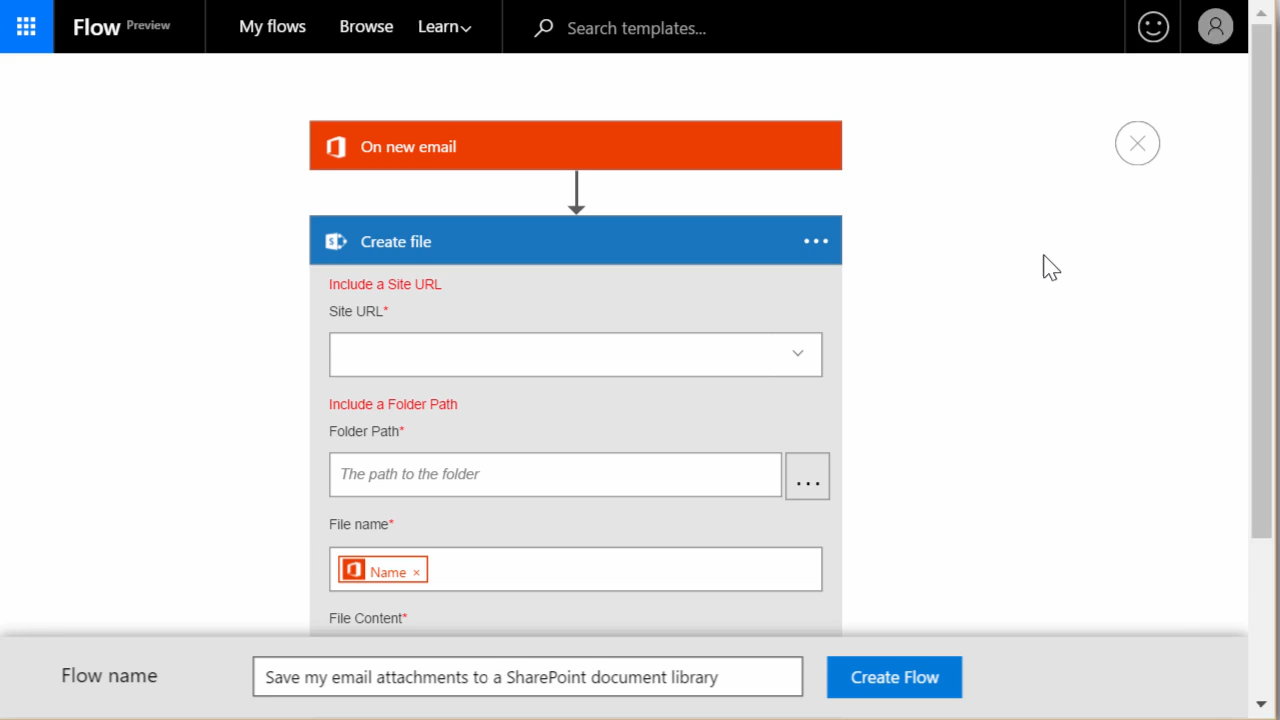 Flow Preview My flows Browse Learn Search templates...
On new email
Create file
Include a Site URL
Site URL*
Include a Folder Path
Folder Path*
The path to the folder ...
File name*
Name ×
File Content*
Flow name Save my email attachments to a SharePoint document library Create Flow